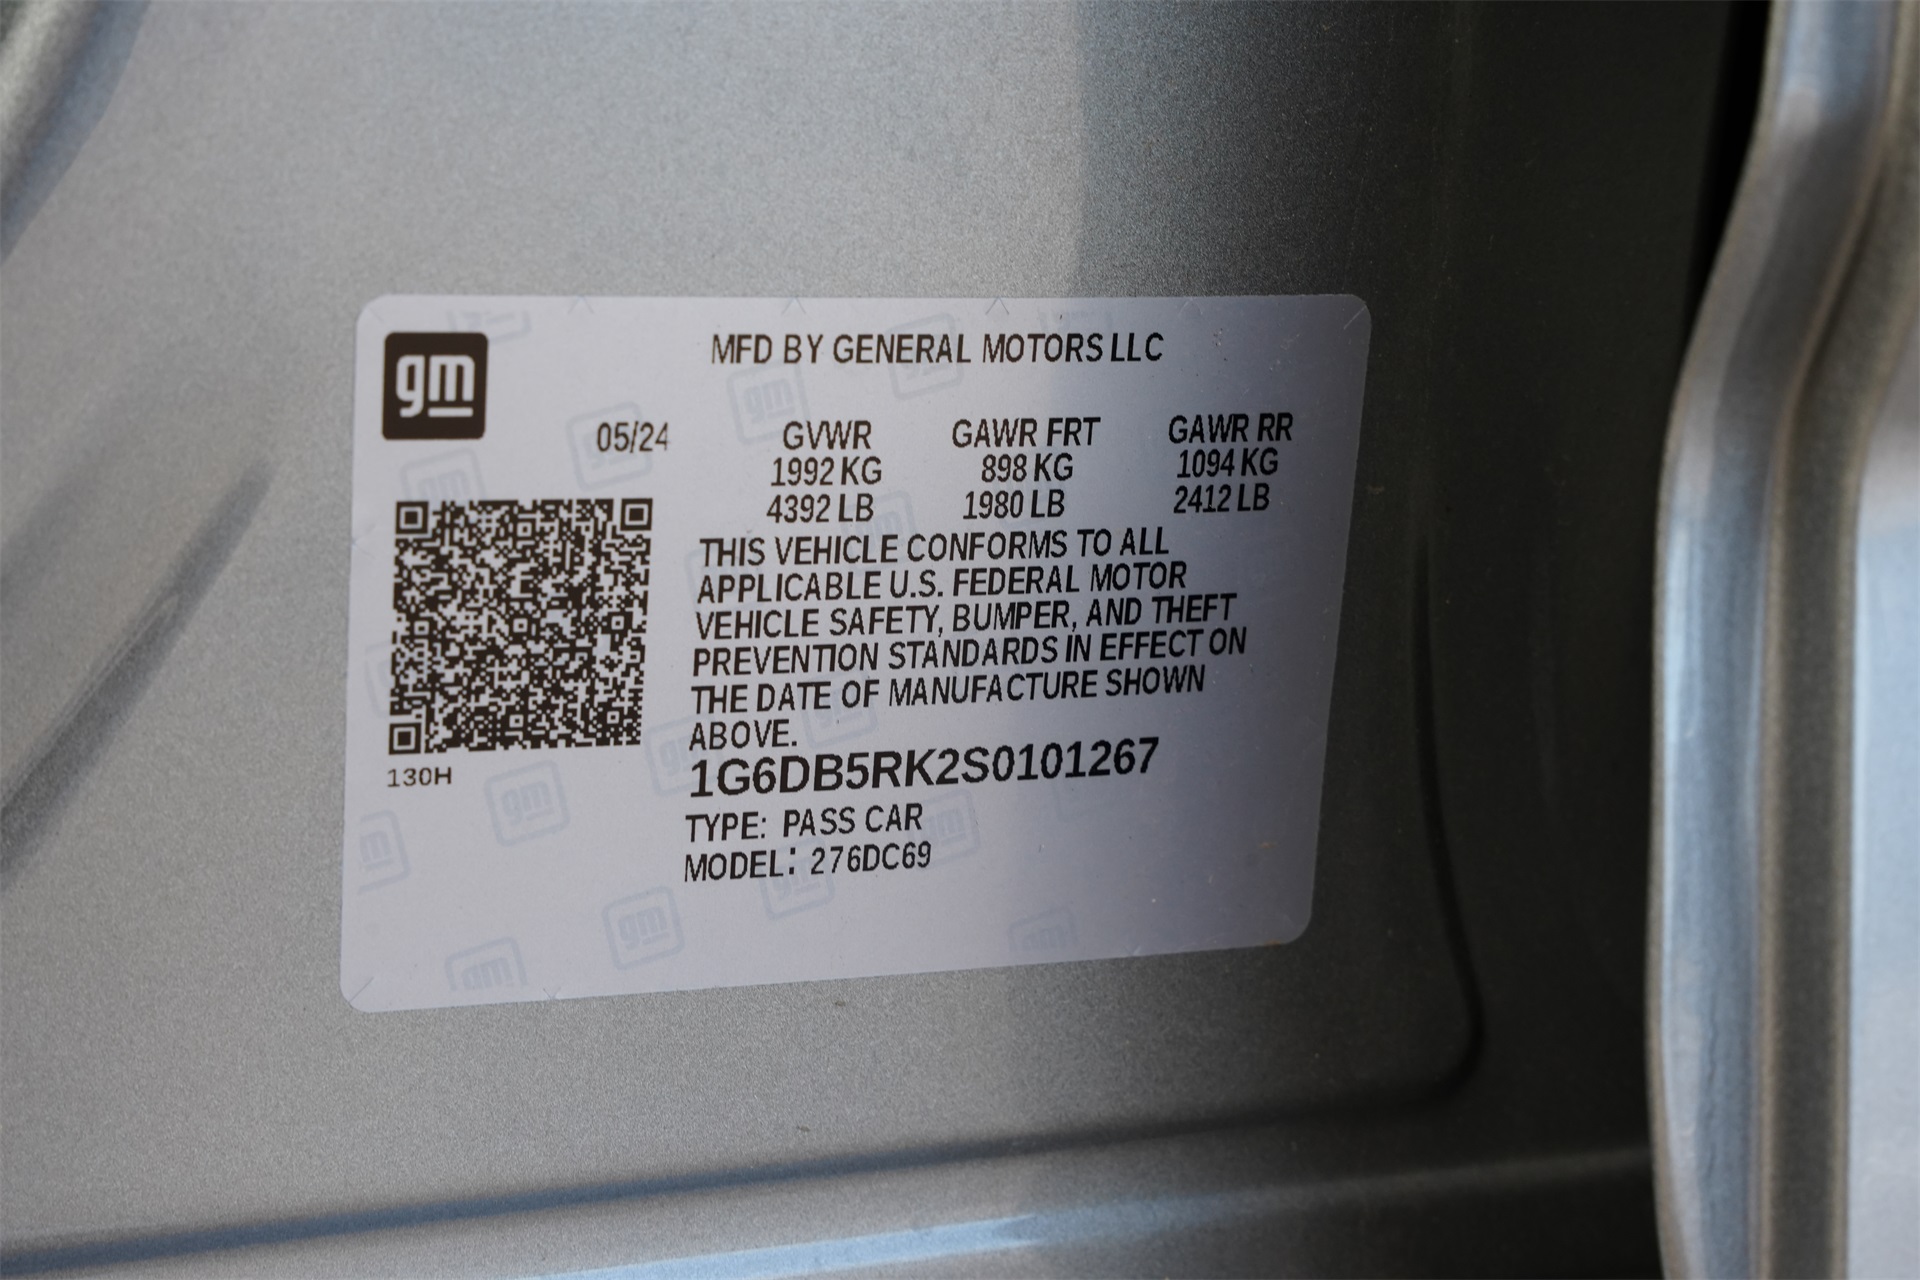 gm
MFD BY GENERAL MOTORS LLC
05/24 GVWR GAWR FRT GAWR RR
1992 KG 898 KG 1094 KG
4392 LB 1980 LB 2412 LB
THIS VEHICLE CONFORMS TO ALL
APPLICABLE U.S. FEDERAL MOTOR
VEHICLE SAFETY, BUMPER, AND THEFT
PREVENTION STANDARDS IN EFFECT ON
THE DATE OF MANUFACTURE SHOWN
ABOVE.
130H
1G6DB5RK2S0101267
TYPE: PASS CAR
MODEL: 276DC69